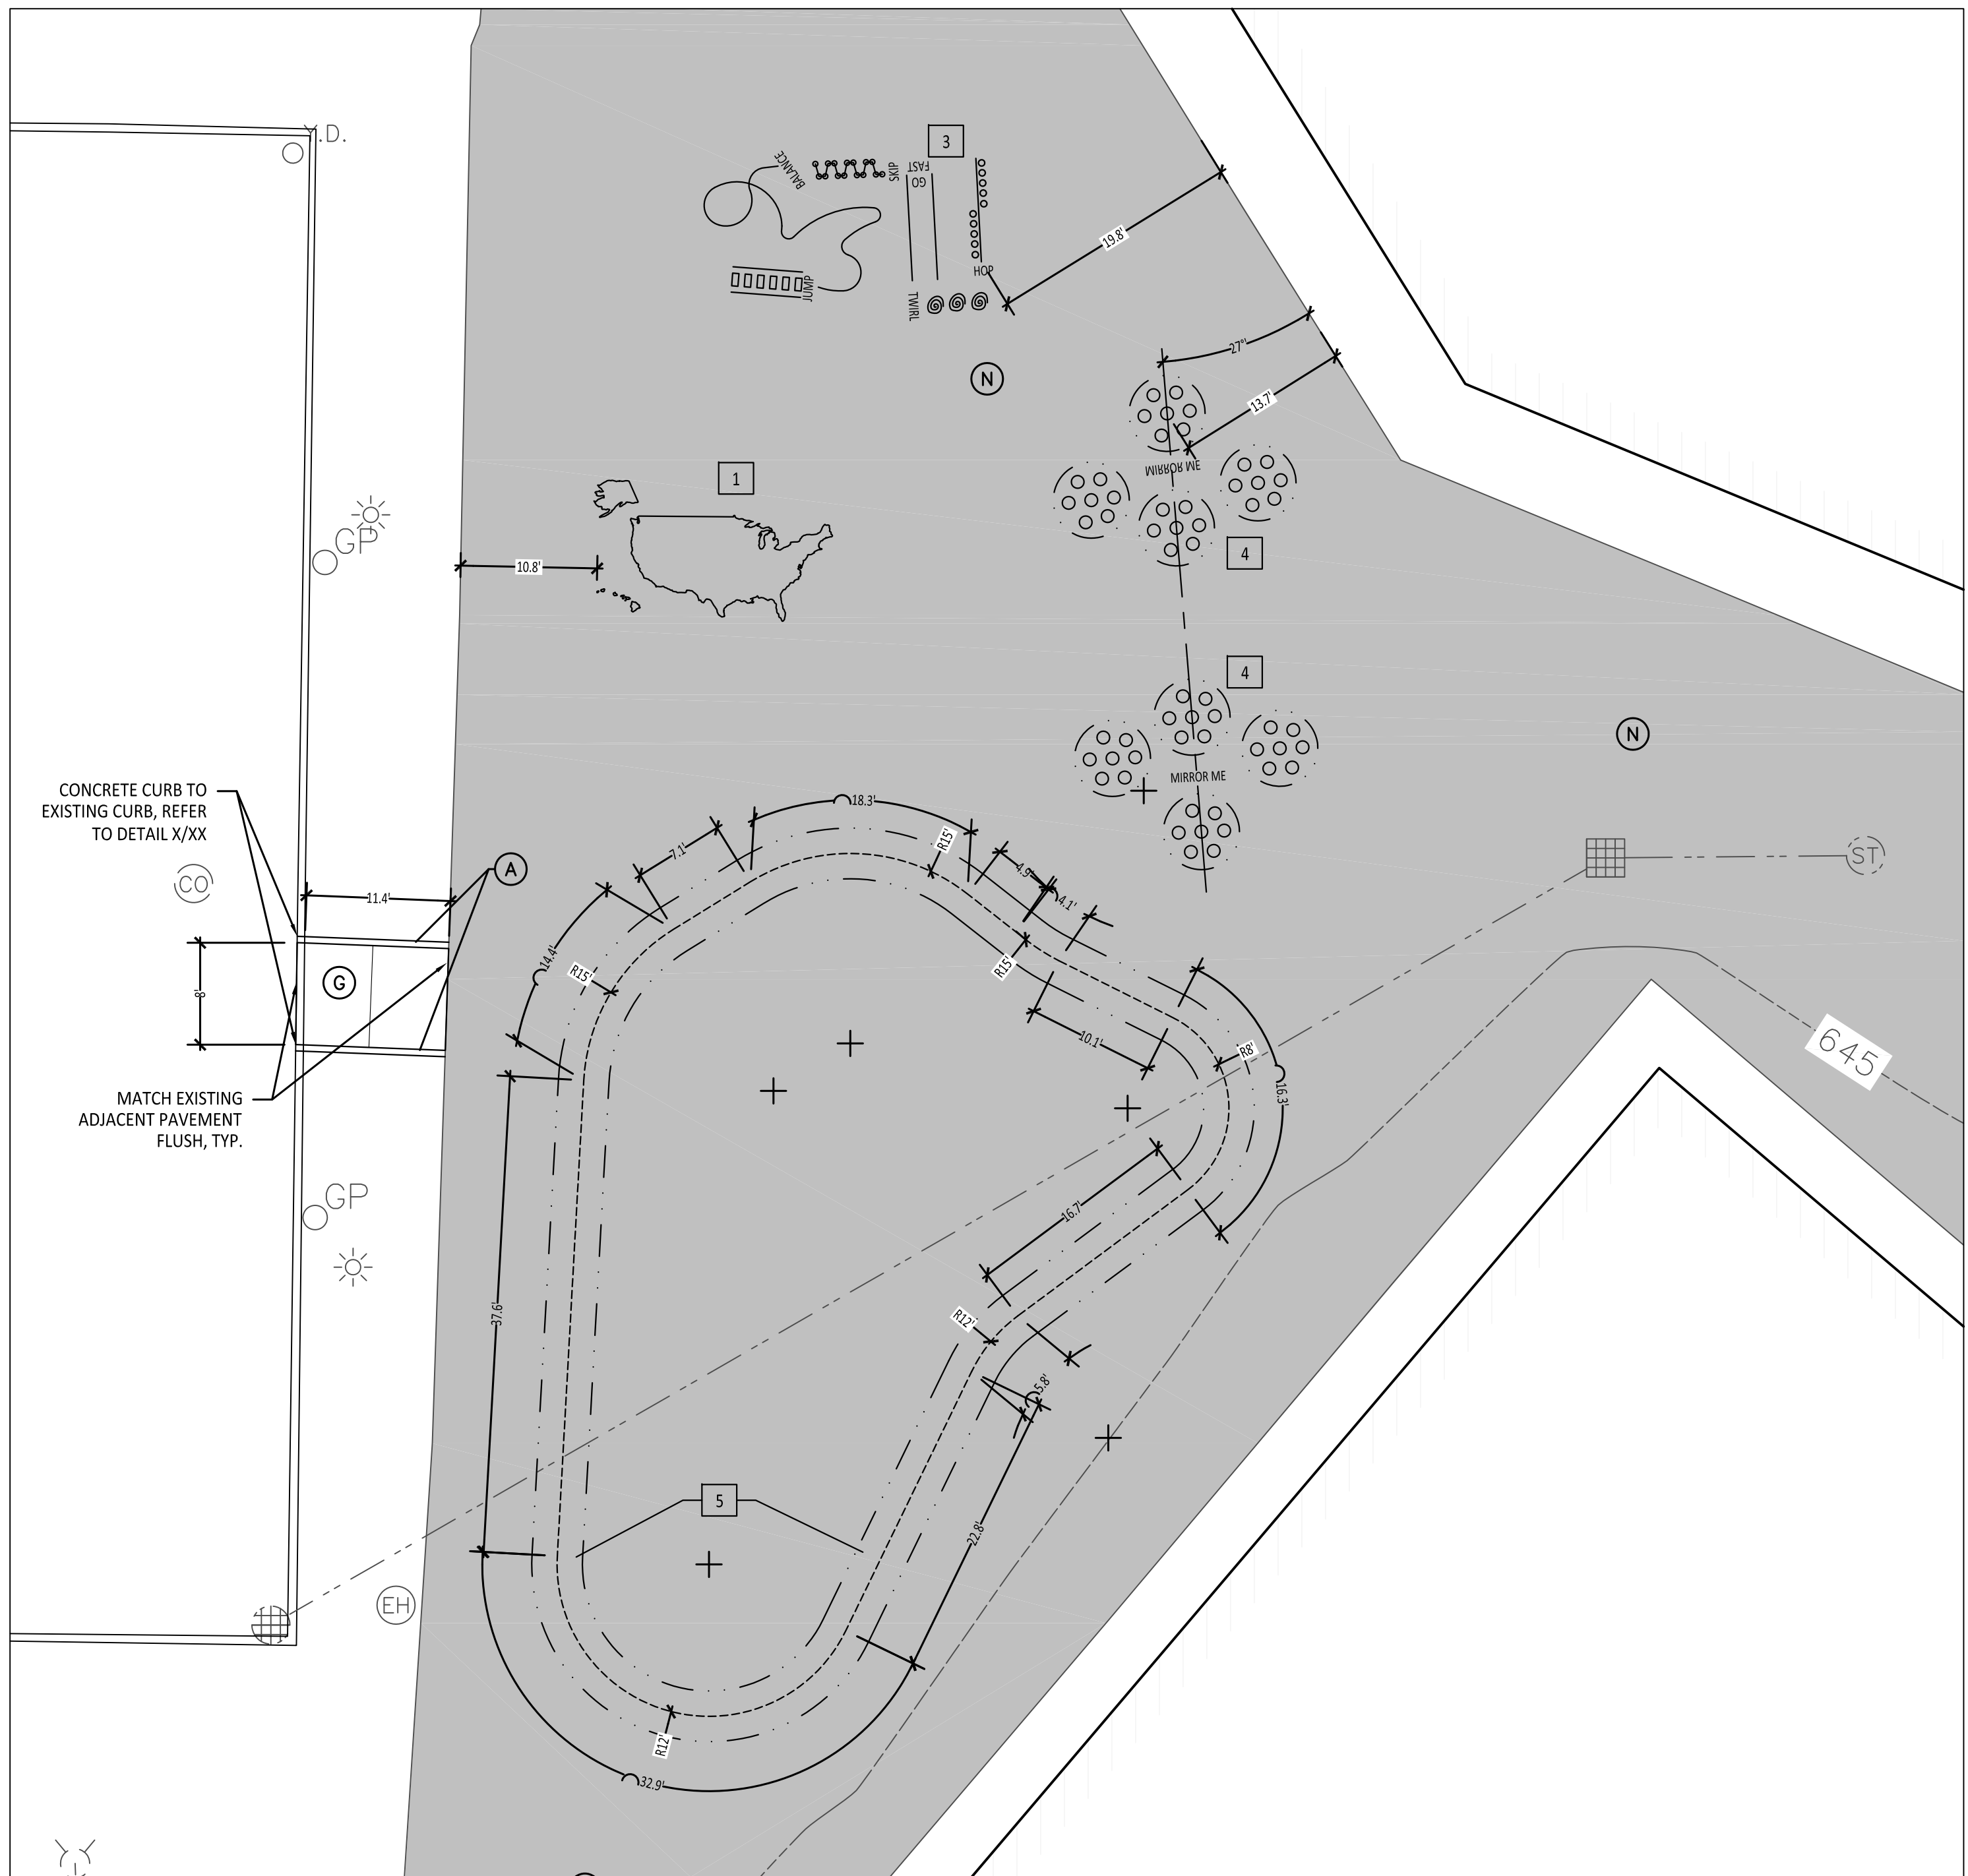 Y.D.
3
BALANCE
SKIP
GO
FAST
HOP
JUMP
TWIRL
19.8'
27°
13.7'
N
MIRROR ME
1
GP
10.8'
4
4
N
MIRROR ME
CONCRETE CURB TO
EXISTING CURB, REFER
TO DETAIL X/XX
CO
A
11.4'
G
8'
MATCH EXISTING
ADJACENT PAVEMENT
FLUSH, TYP.
GP
EH
ST
645
18.3'
7.1'
R15'
4.9'
4.1'
14.4'
R15'
R15'
10.1'
R8'
16.3'
16.7'
R12'
37.6'
5.8'
5
22.8'
R12'
32.9'